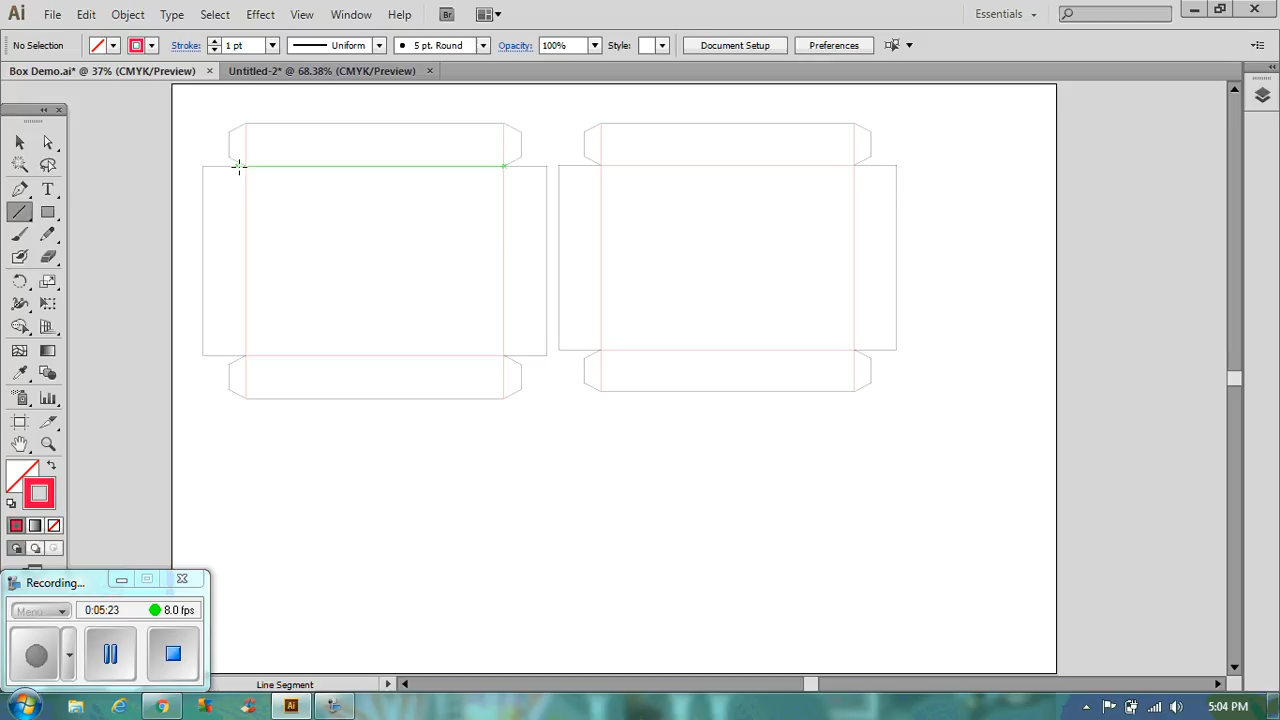 Ai File Edit Object Type Select Effect View Window Help Br Essentials
No Selection Stroke: 1 pt Uniform 5 pt. Round Opacity: 100% Style: Document Setup Preferences
Box Demo.ai* @ 37% (CMYK/Preview) × Untitled-2* @ 68.38% (CMYK/Preview) ×
T
Recording...
Menu 0:05:23 8.0 fps
Line Segment
Ai 5:04 PM